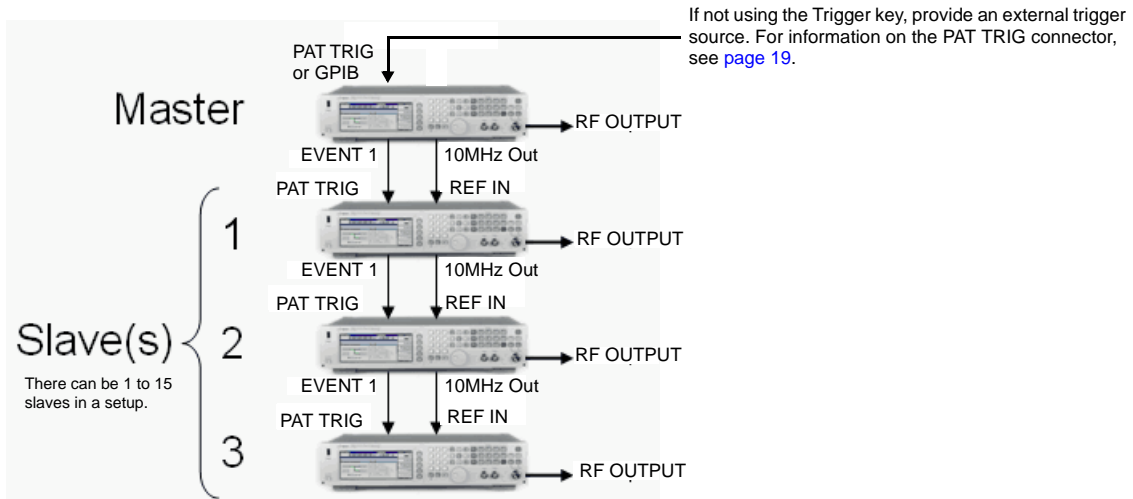 If not using the Trigger key, provide an external trigger
source. For information on the PAT TRIG connector,
see page 19.
PAT TRIG
or GPIB
Master
RF OUTPUT
EVENT 1
10MHz Out
PAT TRIG
REF IN
1
RF OUTPUT
EVENT 1
10MHz Out
PAT TRIG
REF IN
Slave(s)
2
RF OUTPUT
There can be 1 to 15
slaves in a setup.
EVENT 1
10MHz Out
PAT TRIG
REF IN
3
RF OUTPUT